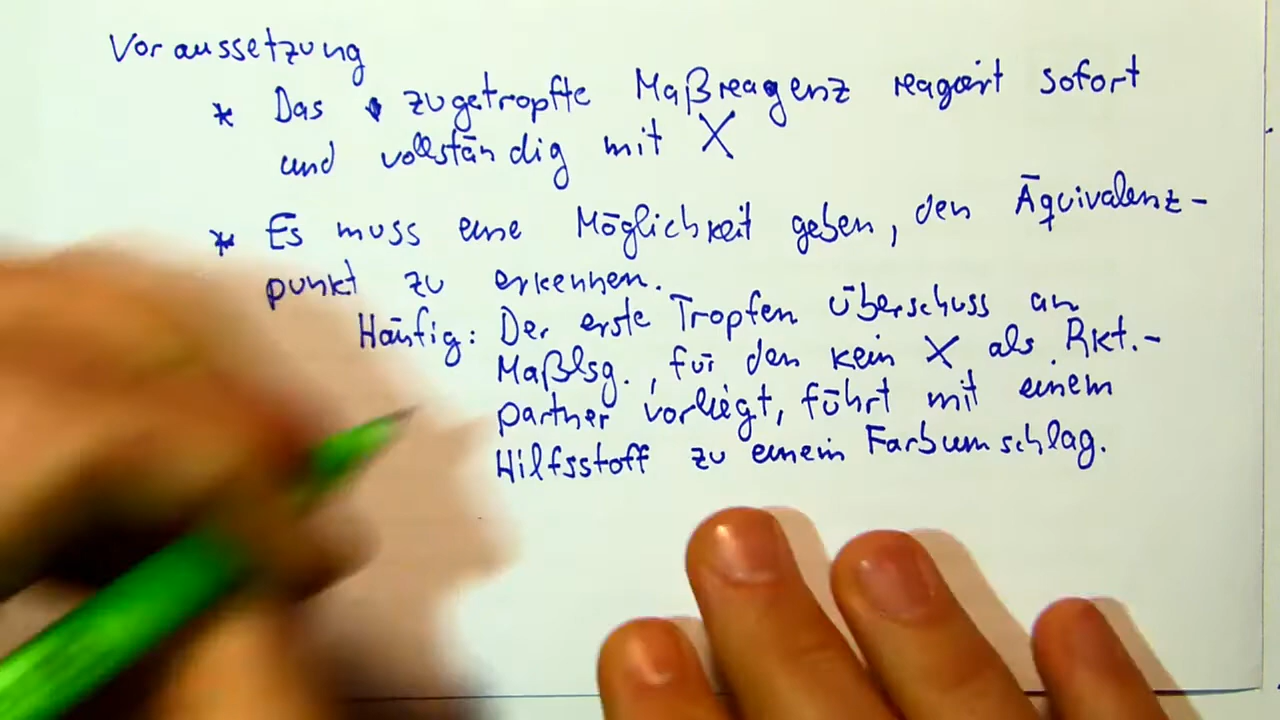 Voraussetzung
* Das zugetropfte Maßreagenz reagiert sofort
und vollständig mit X
* Es muss eine Möglichkeit geben, den Äquivalenz-
punkt zu erkennen.
Häufig: Der erste Tropfen Überschuss an
Maßlsg., für den kein X als Rkt.-
partner vorliegt, führt mit einem
Hilfsstoff zu einem Farbumschlag.